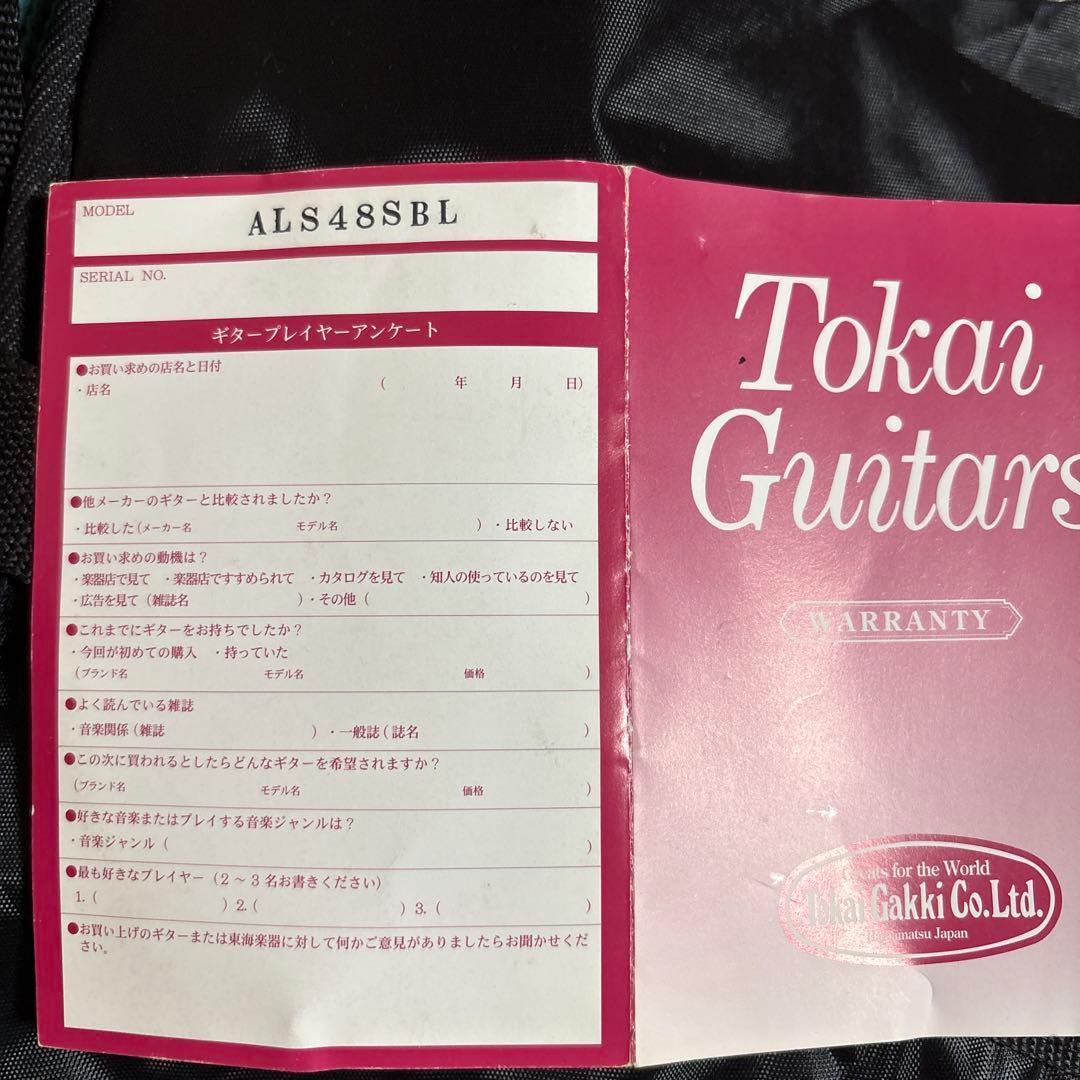 MODEL
ALS48SBL
SERIAL NO.
ギタープレイヤーアンケート
●お買い求めの店名と日付
・店名 ( 年 月 日)
●他メーカーのギターと比較されましたか？
・比較した(メーカー名 モデル名 ) ・比較しない
●お買い求めの動機は？
・楽器店で見て ・楽器店ですすめられて ・カタログを見て ・知人の使っているのを見て
・広告を見て (雑誌名 ) ・その他 ( )
●これまでにギターをお持ちでしたか？
・今回が初めての購入 ・持っていた
(ブランド名 モデル名 価格 )
●よく読んでいる雑誌
・音楽関係 (雑誌 ) ・一般誌 (誌名 )
●この次に買われるとしたらどんなギターを希望されますか？
(ブランド名 モデル名 価格 )
●好きな音楽またはプレイする音楽ジャンルは？
・音楽ジャンル ( )
●最も好きなプレイヤー (2〜3名お書きください)
1. ( ) 2. ( ) 3. ( )
●お買い上げのギターまたは東海楽器に対して何かご意見がありましたらお聞かせくだ
さい。
Tokai
Guitars
WARRANTY
for the World
Tokai Gakki Co.Ltd.
Japan